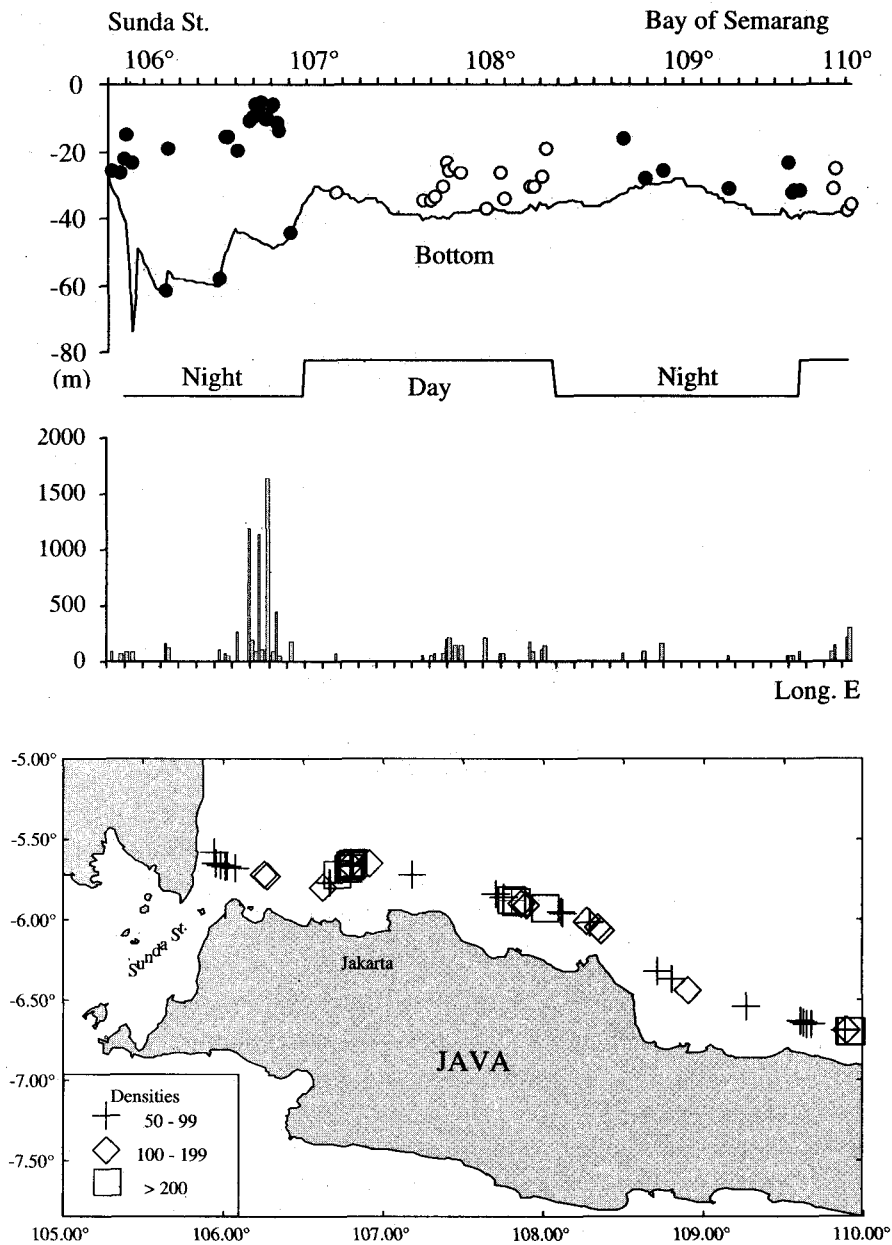 Sunda St. Bay of Semarang
106° 107° 108° 109° 110°
0
-20
-40
-60
-80
(m)
Bottom
Night Day Night
2000
1500
1000
500
0
Long. E
-5.00°
-5.50°
-6.00°
-6.50°
-7.00°
-7.50°
Sunda St.
Jakarta
JAVA
Densities
50 - 99
100 - 199
> 200
105.00° 106.00° 107.00° 108.00° 109.00° 110.00°